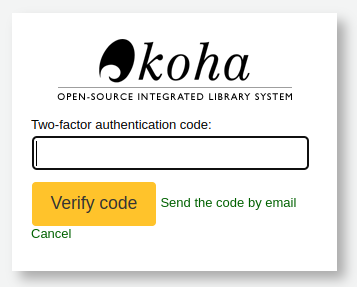 koha
OPEN-SOURCE INTEGRATED LIBRARY SYSTEM
Two-factor authentication code:
Verify code Send the code by email
Cancel